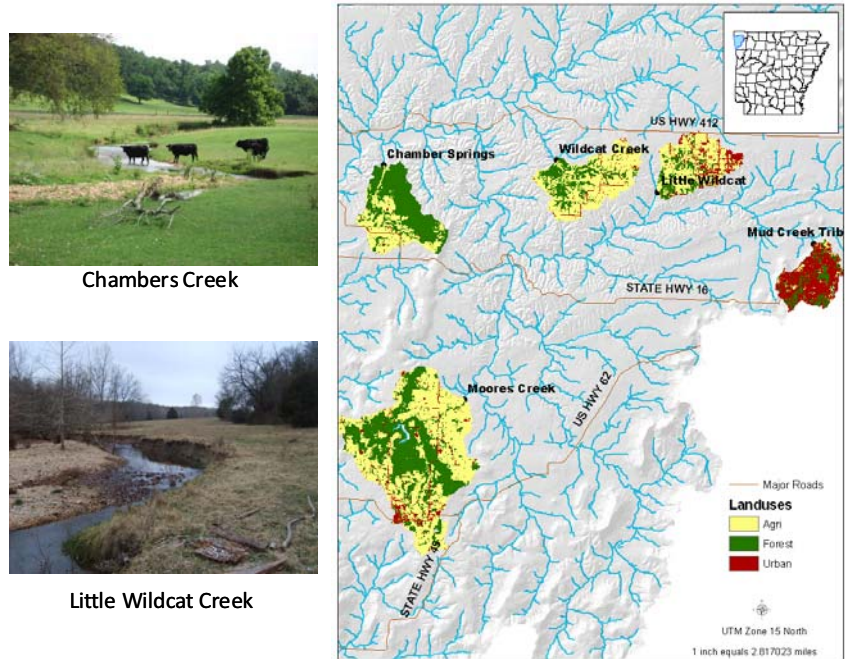 Chambers Creek
Little Wildcat Creek
US HWY 412
Chamber Springs
Wildcat Creek
Little Wildcat
Mud Creek Trib
STATE HWY 16
Moores Creek
US HWY 62
STATE HWY 45
Major Roads
Landuses
Agri
Forest
Urban
UTM Zone 15 North
1 inch equals 2.817023 miles